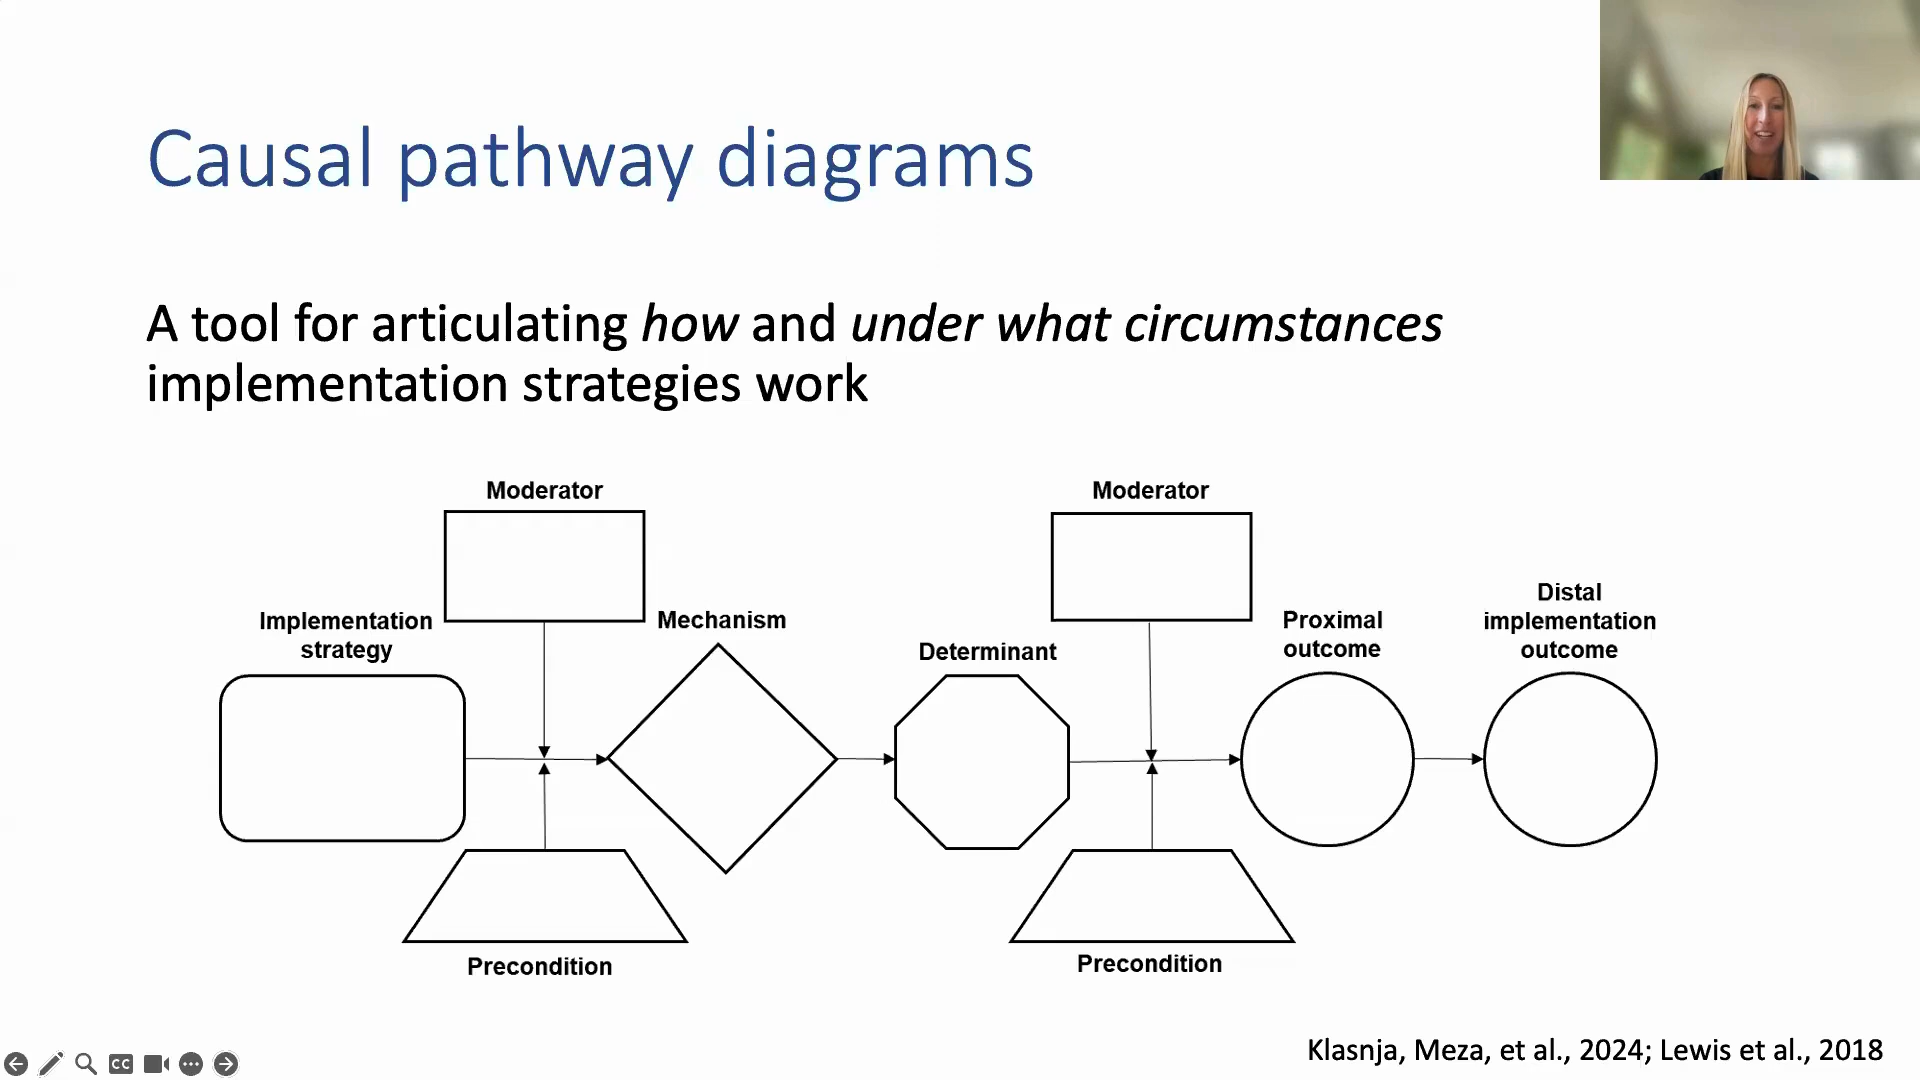 Causal pathway diagrams
A tool for articulating how and under what circumstances
implementation strategies work
Moderator
Moderator
Implementation
strategy
Mechanism
Determinant
Proximal
outcome
Distal
implementation
outcome
Precondition
Precondition
Klasnja, Meza, et al., 2024; Lewis et al., 2018
CC